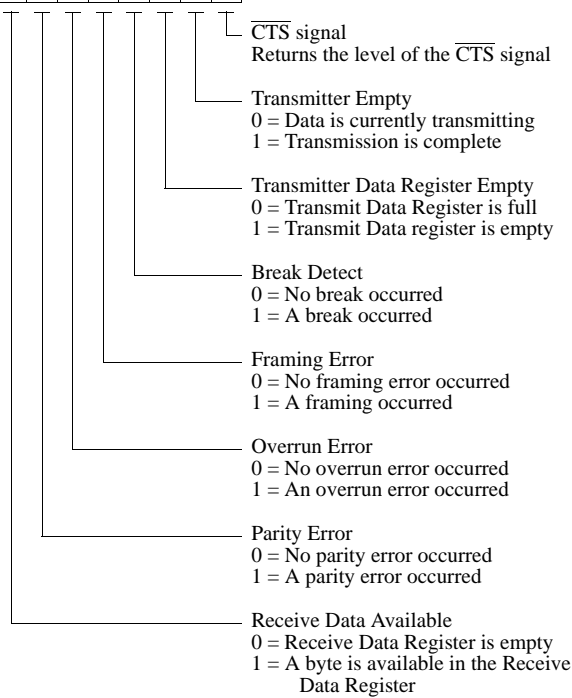 CTS signal
Returns the level of the CTS signal
Transmitter Empty
0 = Data is currently transmitting
1 = Transmission is complete
Transmitter Data Register Empty
0 = Transmit Data Register is full
1 = Transmit Data register is empty
Break Detect
0 = No break occurred
1 = A break occurred
Framing Error
0 = No framing error occurred
1 = A framing occurred
Overrun Error
0 = No overrun error occurred
1 = An overrun error occurred
Parity Error
0 = No parity error occurred
1 = A parity error occurred
Receive Data Available
0 = Receive Data Register is empty
1 = A byte is available in the Receive
Data Register